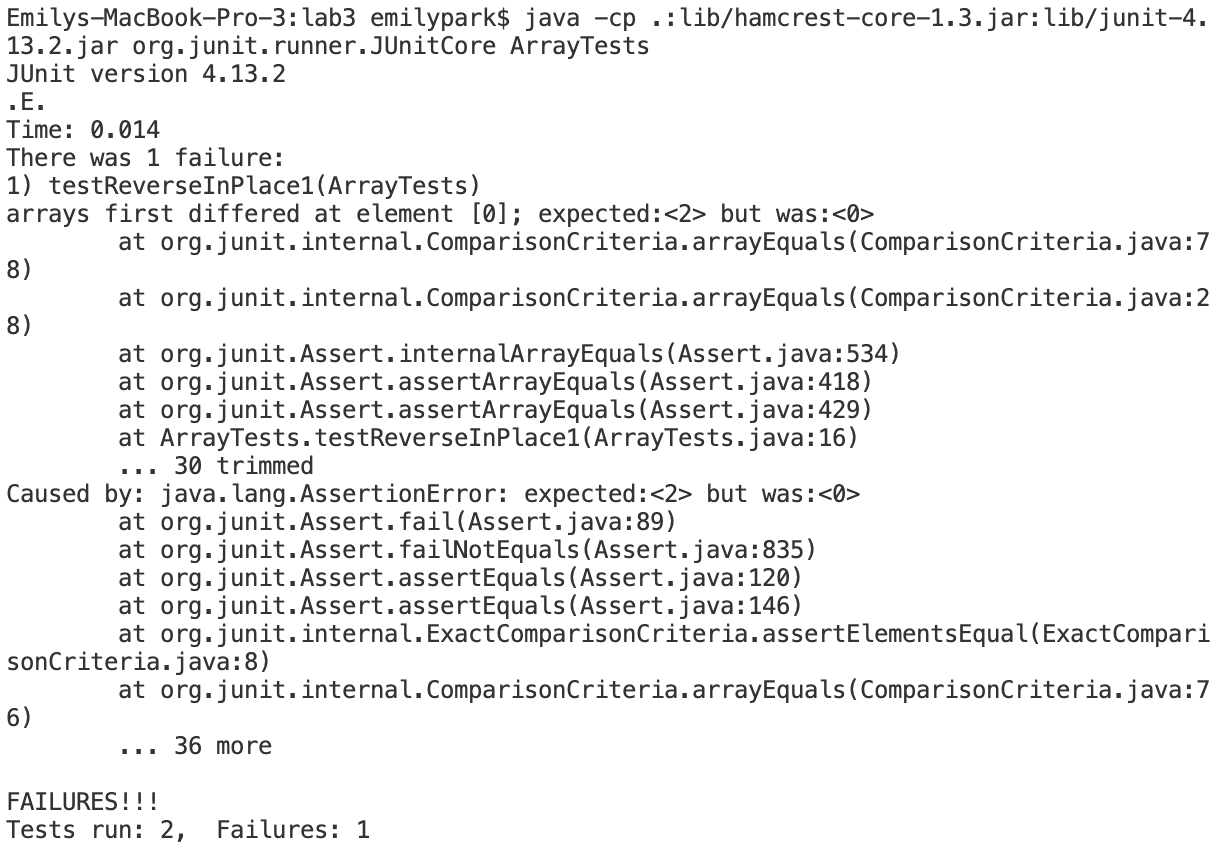 Emilys-MacBook-Pro-3:lab3 emilypark$ java -cp .:lib/hamcrest-core-1.3.jar:lib/junit-4.
13.2.jar org.junit.runner.JUnitCore ArrayTests
JUnit version 4.13.2
.E.
Time: 0.014
There was 1 failure:
1) testReverseInPlace1(ArrayTests)
arrays first differed at element [0]; expected:<2> but was:<0>
        at org.junit.internal.ComparisonCriteria.arrayEquals(ComparisonCriteria.java:7
8)
        at org.junit.internal.ComparisonCriteria.arrayEquals(ComparisonCriteria.java:2
8)
        at org.junit.Assert.internalArrayEquals(Assert.java:534)
        at org.junit.Assert.assertArrayEquals(Assert.java:418)
        at org.junit.Assert.assertArrayEquals(Assert.java:429)
        at ArrayTests.testReverseInPlace1(ArrayTests.java:16)
        ... 30 trimmed
Caused by: java.lang.AssertionError: expected:<2> but was:<0>
        at org.junit.Assert.fail(Assert.java:89)
        at org.junit.Assert.failNotEquals(Assert.java:835)
        at org.junit.Assert.assertEquals(Assert.java:120)
        at org.junit.Assert.assertEquals(Assert.java:146)
        at org.junit.internal.ExactComparisonCriteria.assertElementsEqual(ExactCompari
sonCriteria.java:8)
        at org.junit.internal.ComparisonCriteria.arrayEquals(ComparisonCriteria.java:7
6)
        ... 36 more

FAILURES!!!
Tests run: 2,  Failures: 1